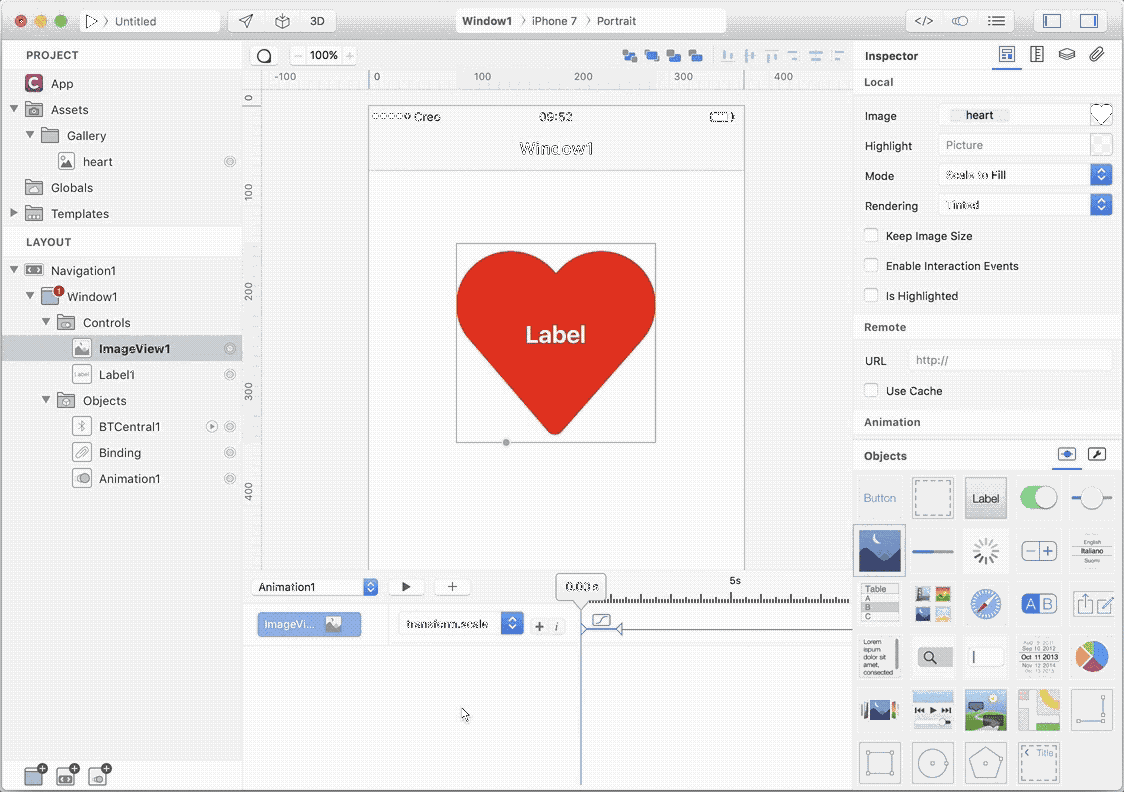 Untitled
3D
Window1 > iPhone 7 > Portrait
</>
PROJECT
App
Assets
Gallery
heart
Globals
Templates
LAYOUT
Navigation1
1
Window1
Controls
ImageView1
Label
Label1
Objects
BTCentral1
Binding
Animation1
100%
-100 0 100 200 300 400
0
100
200
300
400
Creo 09:52
Window1
Label
Animation1
0.03 s
5s
ImageVi...
transform.scale
+ i
Inspector
Local
Image heart
Highlight Picture
Mode Scale to Fill
Rendering Tinted
Keep Image Size
Enable Interaction Events
Is Highlighted
Remote
URL http://
Use Cache
Animation
Objects
Button
Label
English
Italiano
Suomi
Table
A
B
C
A B
Lorem
ipsum
dolor sit
amet,
consected
Aug 9 2011
Sep 10 2012
Oct 11 2013
Nov 12 2014
Title